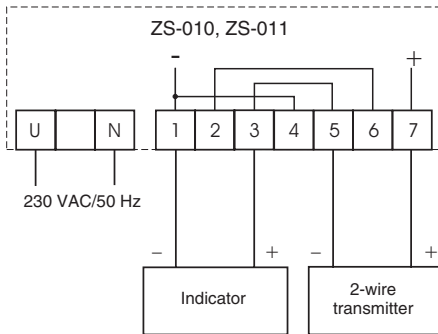 ZS-010, ZS-011
- +
U N 1 2 3 4 5 6 7
230 VAC/50 Hz
- + - +
Indicator
2-wire
transmitter